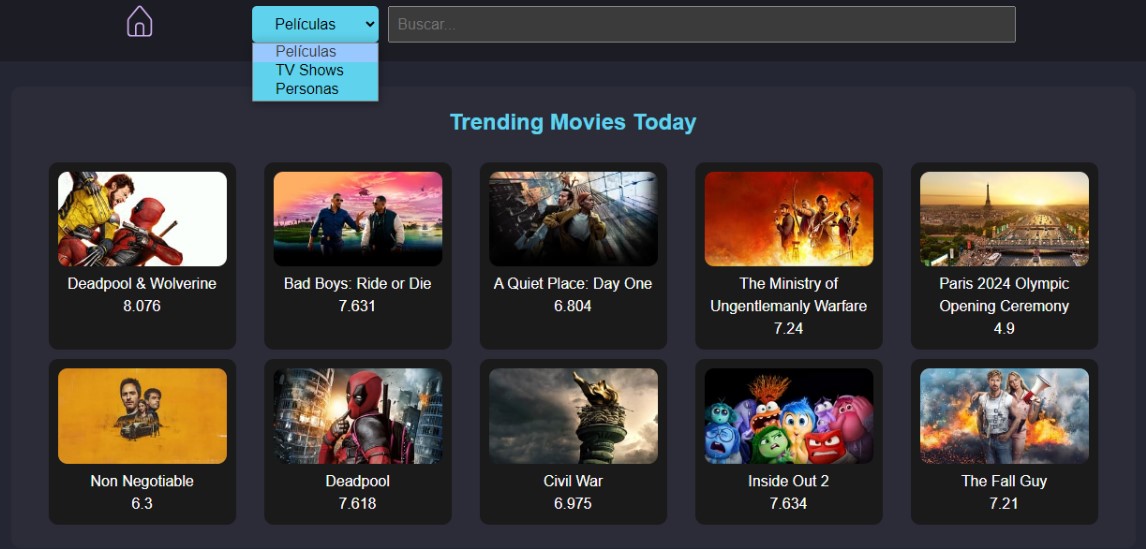 Películas
Buscar...
Películas
TV Shows
Personas
Trending Movies Today
Deadpool & Wolverine
8.076
Bad Boys: Ride or Die
7.631
A Quiet Place: Day One
6.804
The Ministry of
Ungentlemanly Warfare
7.24
Paris 2024 Olympic
Opening Ceremony
4.9
Non Negotiable
6.3
Deadpool
7.618
Civil War
6.975
Inside Out 2
7.634
The Fall Guy
7.21